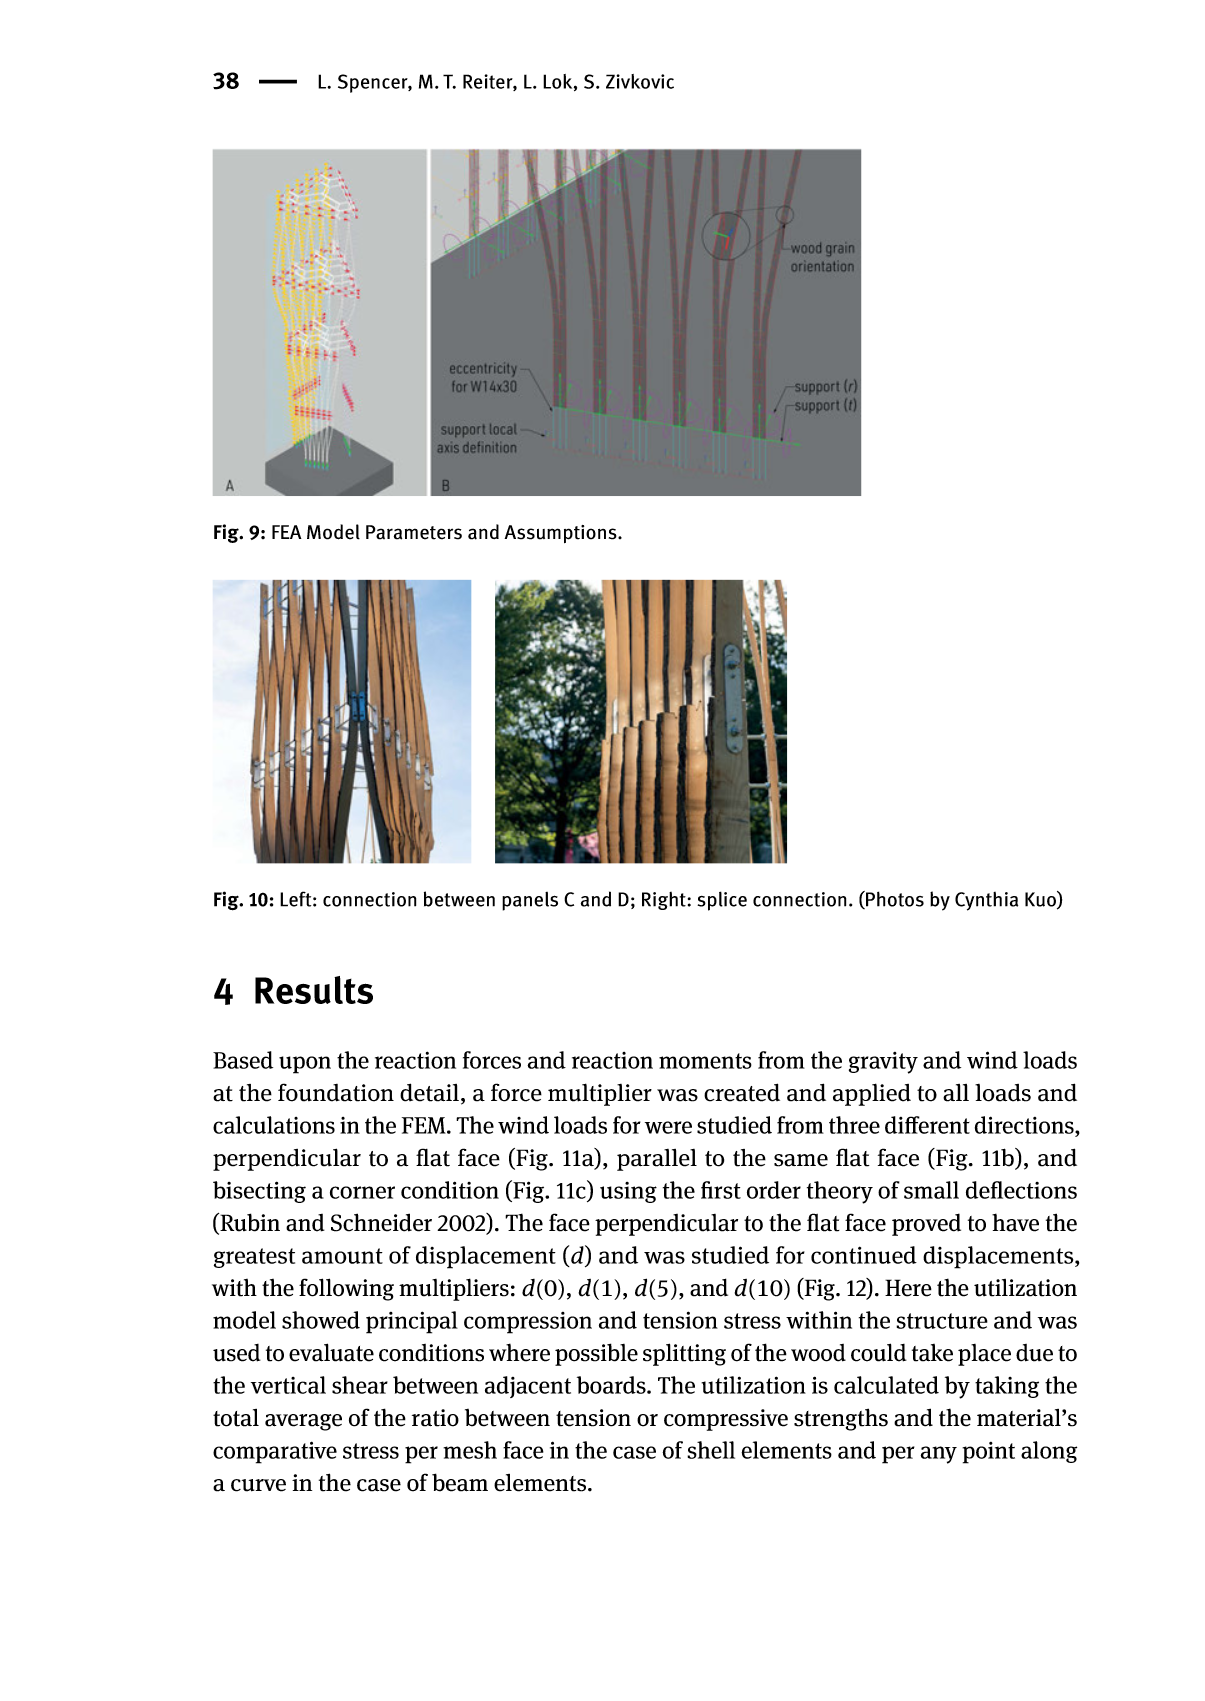 38 — L. Spencer, M. T. Reiter, L. Lok, S. Zivkovic
wood grain
orientation
eccentricity
for W14x30
support (r)
support (t)
support local
axis definition
A
B
Fig. 9: FEA Model Parameters and Assumptions.
Fig. 10: Left: connection between panels C and D; Right: splice connection. (Photos by Cynthia Kuo)
4 Results
Based upon the reaction forces and reaction moments from the gravity and wind loads
at the foundation detail, a force multiplier was created and applied to all loads and
calculations in the FEM. The wind loads for were studied from three different directions,
perpendicular to a flat face (Fig. 11a), parallel to the same flat face (Fig. 11b), and
bisecting a corner condition (Fig. 11c) using the first order theory of small deflections
(Rubin and Schneider 2002). The face perpendicular to the flat face proved to have the
greatest amount of displacement (d) and was studied for continued displacements,
with the following multipliers: d(0), d(1), d(5), and d(10) (Fig. 12). Here the utilization
model showed principal compression and tension stress within the structure and was
used to evaluate conditions where possible splitting of the wood could take place due to
the vertical shear between adjacent boards. The utilization is calculated by taking the
total average of the ratio between tension or compressive strengths and the material’s
comparative stress per mesh face in the case of shell elements and per any point along
a curve in the case of beam elements.